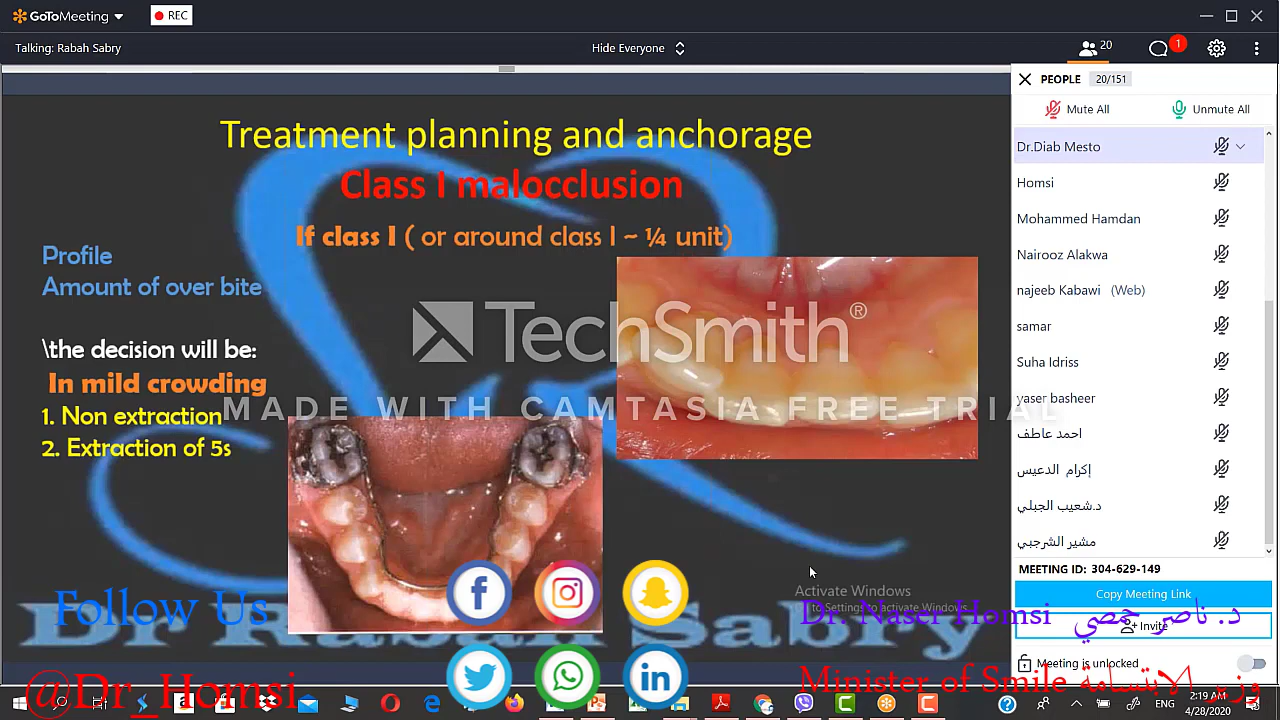 GoToMeeting
REC
Talking: Rabah Sabry
Hide Everyone
20
1
PEOPLE
20/151
Mute All
Unmute All
Dr.Diab Mesto
Homsi
Mohammed Hamdan
Nairooz Alakwa
najeeb Kabawi (Web)
samar
Suha Idriss
yaser basheer
احمد عاطف
إكرام الدعيس
د.شعيب الجبلي
مشير الشرجبي
MEETING ID: 304-629-149
Copy Meeting Link
Invite
Meeting is unlocked
Treatment planning and anchorage
Class I malocclusion
If class I ( or around class I ~ ¼ unit)
Profile
Amount of over bite
\the decision will be:
In mild crowding
1. Non extraction
2. Extraction of 5s
TechSmith®
MADE WITH CAMTASIA FREE TRIAL
Activate Windows
to Settings to activate Windows.
Follow Us
Sabry
Dr. Naser Homsi د. ناصر حمصي
@Dr_Homsi
Minister of Smile وزير الابتسامة
ENG
2:19 AM
4/28/2020